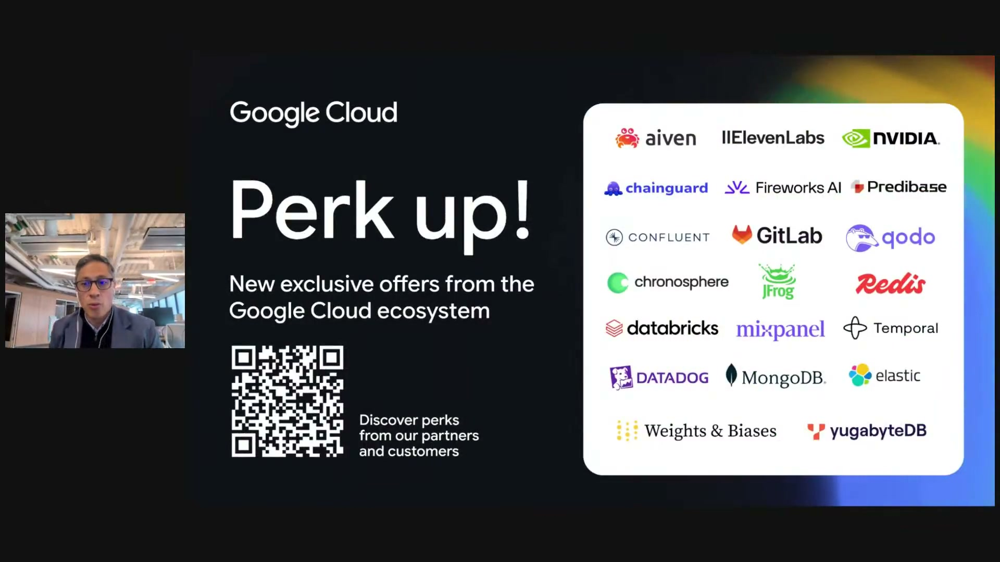 Google Cloud
Perk up!
New exclusive offers from the
Google Cloud ecosystem
Discover perks
from our partners
and customers
aiven IIElevenLabs NVIDIA.
chainguard Fireworks AI Predibase
CONFLUENT GitLab qodo
chronosphere JFrog Redis
databricks mixpanel Temporal
DATADOG MongoDB. elastic
Weights & Biases yugabyteDB